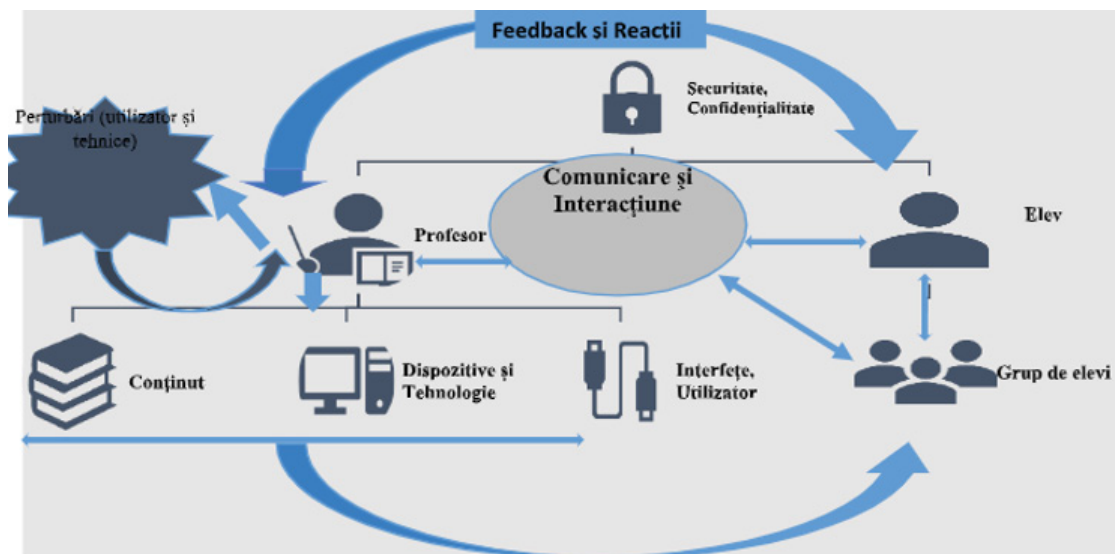 Feedback și Reactii
Securitate,
Confidențialitate
Perturbări (utilizator și
tehnice)
Comunicare și
Interacțiune
Profesor
Elev
Conținut
Dispozitive și
Tehnologie
Interfețe,
Utilizator
Grup de elevi